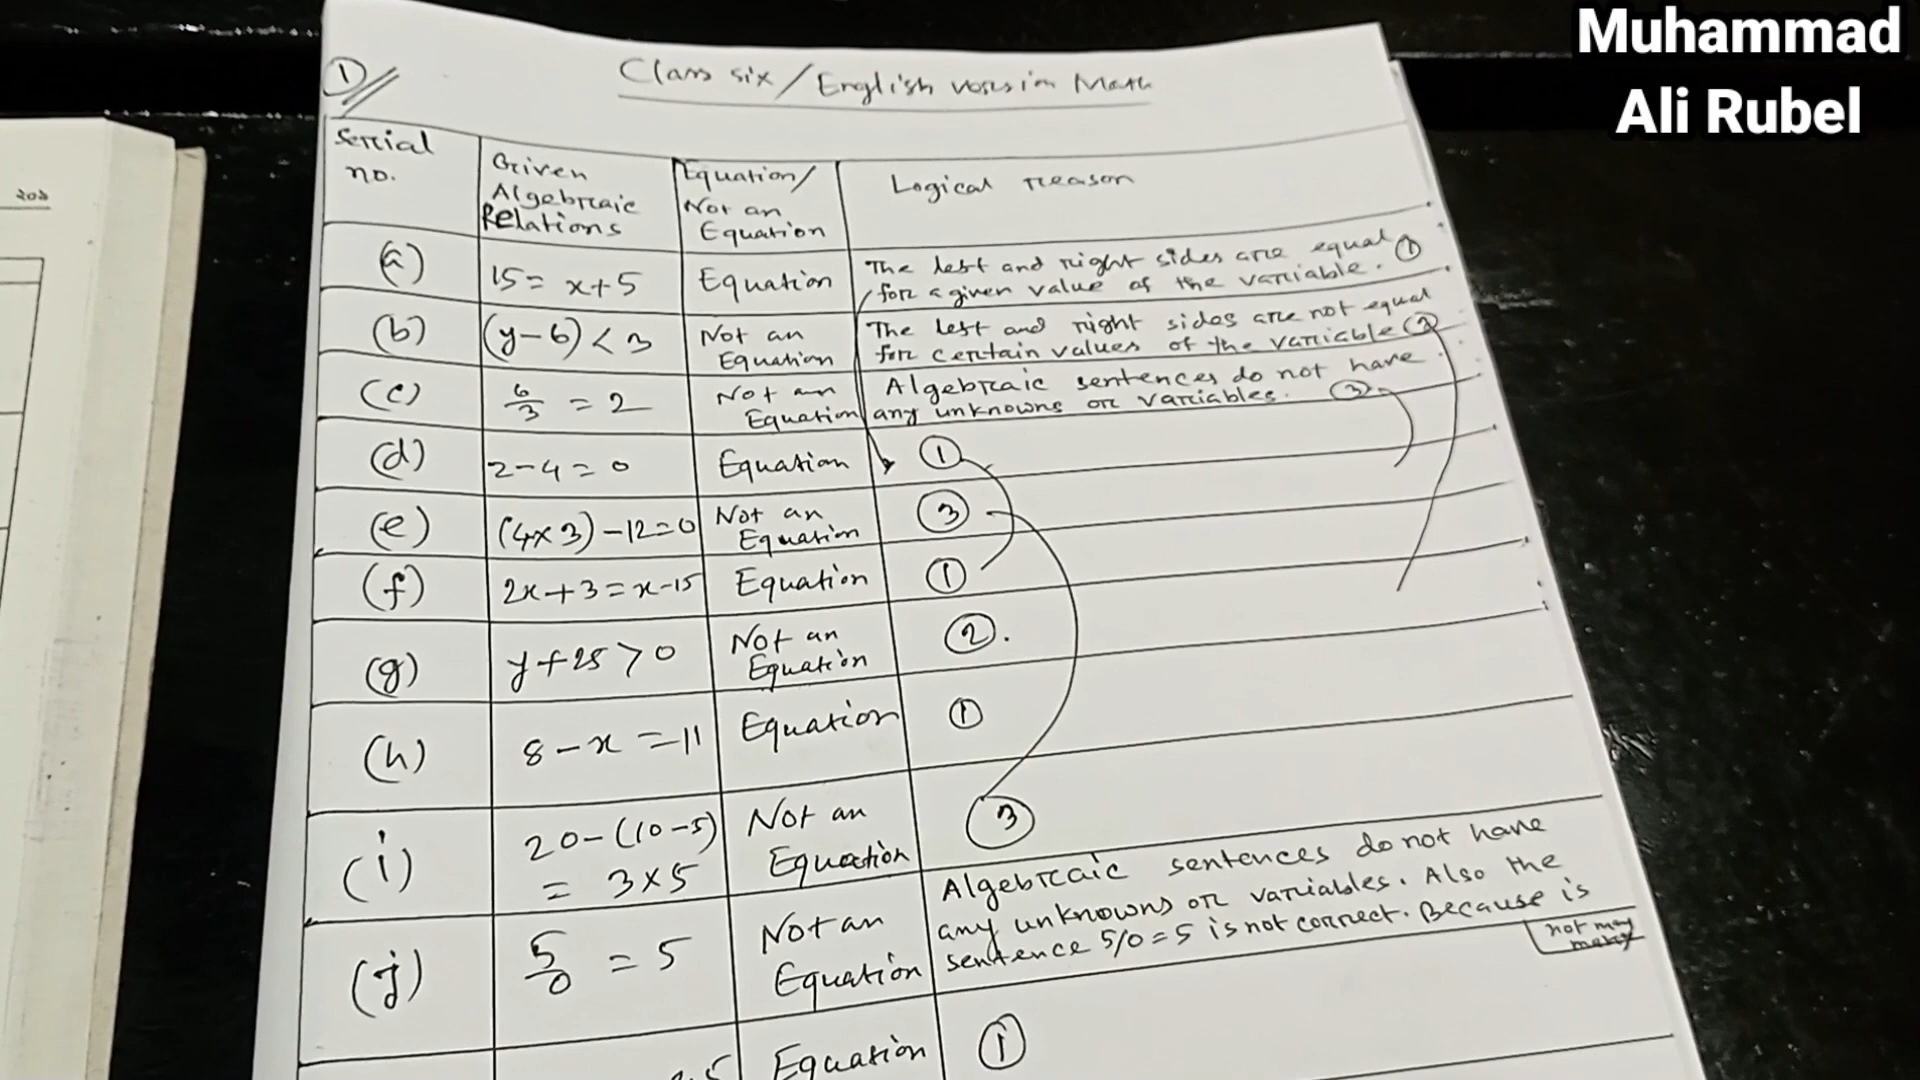 Muhammad
Ali Rubel
২০৯
①
Class six/English version Math
Serial no.
Given Algebraic Relations
Equation/ Not an Equation
Logical reason
(a)
15 = x+5
Equation
The left and right sides are equal
for a given value of the variable. ①
(b)
(y-6) < 3
Not an
Equation
The left and right sides are not equal
for certain values of the variable ②
(c)
6/3 = 2
Not an
Equation
Algebraic sentences do not have
any unknowns or variables. ③
(d)
2-4=0
Equation
①
(e)
(4x3)-12=0
Not an
Equation
③
(f)
2x+3=x-15
Equation
①
(g)
y+25>0
Not an
Equation
②.
(h)
8-x=11
Equation
①
(i)
20-(10-5)
= 3x5
Not an
Equation
③
(j)
5/0 = 5
Not an
Equation
Algebraic sentences do not have
any unknowns or variables. Also the
sentence 5/0=5 is not correct. Because is
not
Equation
①